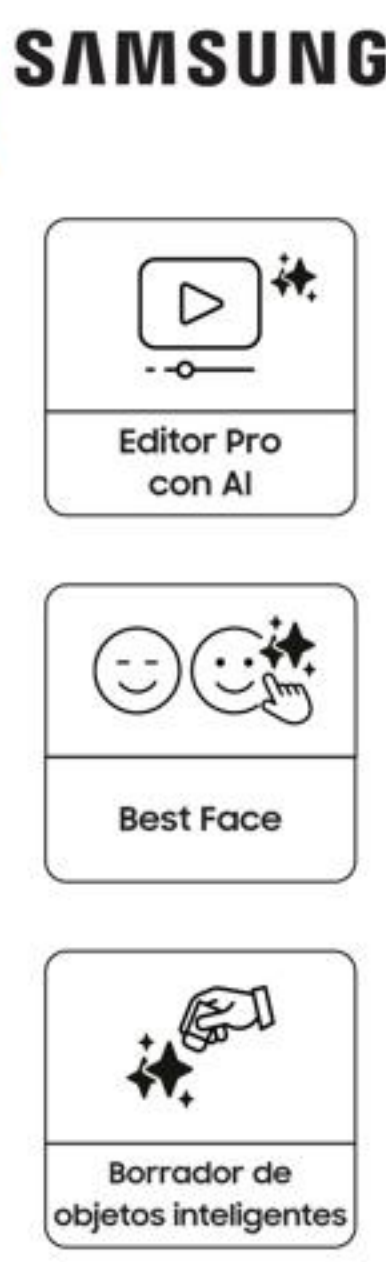 SAMSUNG
Editor Pro
con AI
Best Face
Borrador de
objetos inteligentes